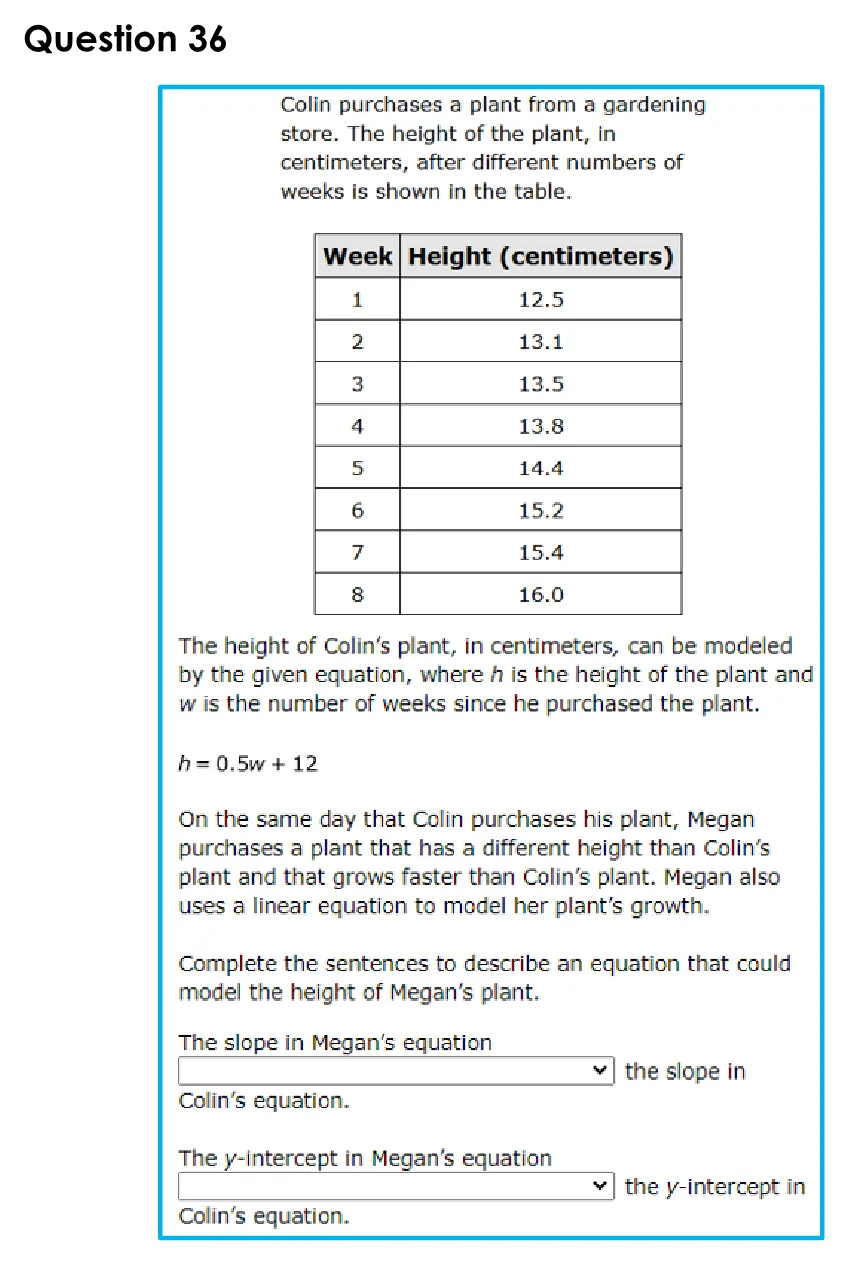 Question 36
Colin purchases a plant from a gardening
store. The height of the plant, in
centimeters, after different numbers of
weeks is shown in the table.
Week Height (centimeters)
1 12.5
2 13.1
3 13.5
4 13.8
5 14.4
6 15.2
7 15.4
8 16.0
The height of Colin's plant, in centimeters, can be modeled
by the given equation, where h is the height of the plant and
w is the number of weeks since he purchased the plant.
h = 0.5w + 12
On the same day that Colin purchases his plant, Megan
purchases a plant that has a different height than Colin's
plant and that grows faster than Colin's plant. Megan also
uses a linear equation to model her plant's growth.
Complete the sentences to describe an equation that could
model the height of Megan's plant.
The slope in Megan's equation
the slope in
Colin's equation.
The y-intercept in Megan's equation
the y-intercept in
Colin's equation.